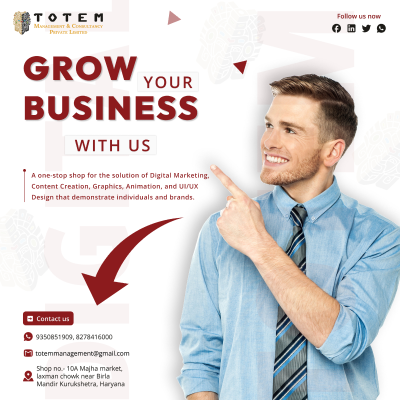 TOTEM
MANAGEMENT & CONSULTANCY
PRIVATE LIMITED
Follow us now
GROW YOUR
BUSINESS
WITH US
A one-stop shop for the solution of Digital Marketing,
Content Creation, Graphics, Animation, and UI/UX
Design that demonstrate individuals and brands.
Contact us
9350851909, 8278416000
totemmanagement@gmail.com
Shop no.- 10A Majha market,
laxman chowk near Birla
Mandir Kurukshetra, Haryana